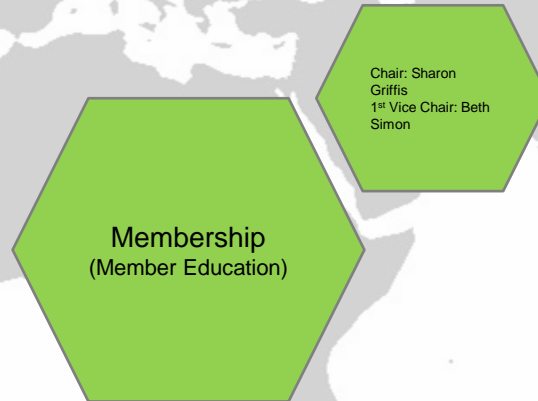 Chair: Sharon
Griffis
1st Vice Chair: Beth
Simon
Membership
(Member Education)